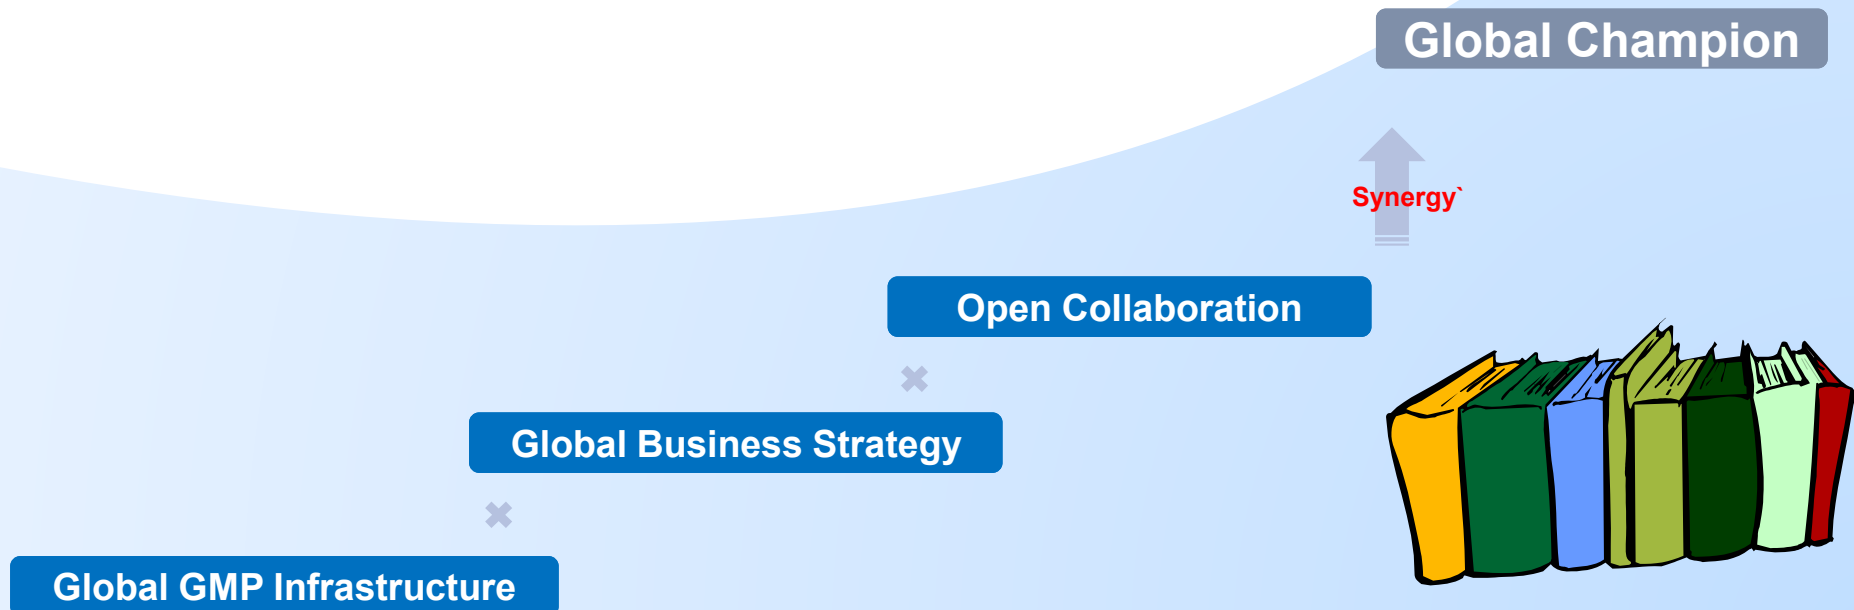 Global Champion
Synergy`
Open Collaboration
Global Business Strategy
Global GMP Infrastructure